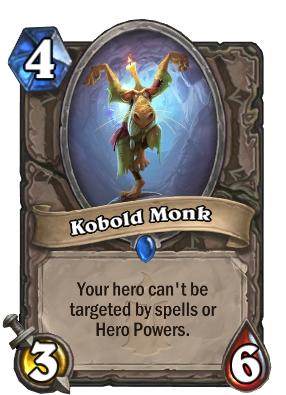 4
Kobold Monk
Your hero can't be
targeted by spells or
Hero Powers.
3
6